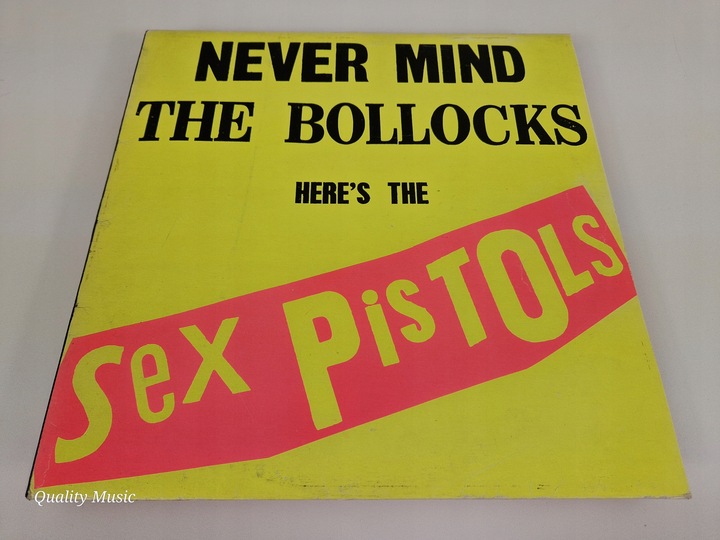 NEVER MIND
THE BOLLOCKS
HERE'S THE
Sex PisTOLS
Quality Music